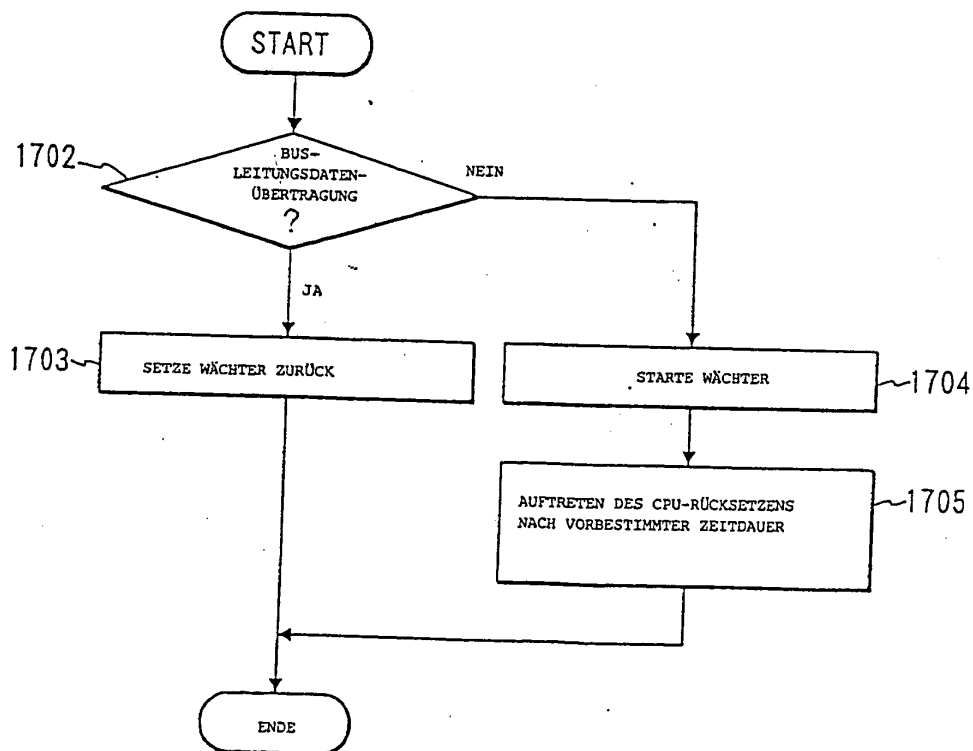 START
1702
BUS-
LEITUNGSDATEN-
ÜBERTRAGUNG
?
NEIN
JA
1703
SETZE WÄCHTER ZURÜCK
STARTE WÄCHTER
1704
AUFTRETEN DES CPU-RÜCKSETZENS
NACH VORBESTIMMTER ZEITDAUER
1705
ENDE